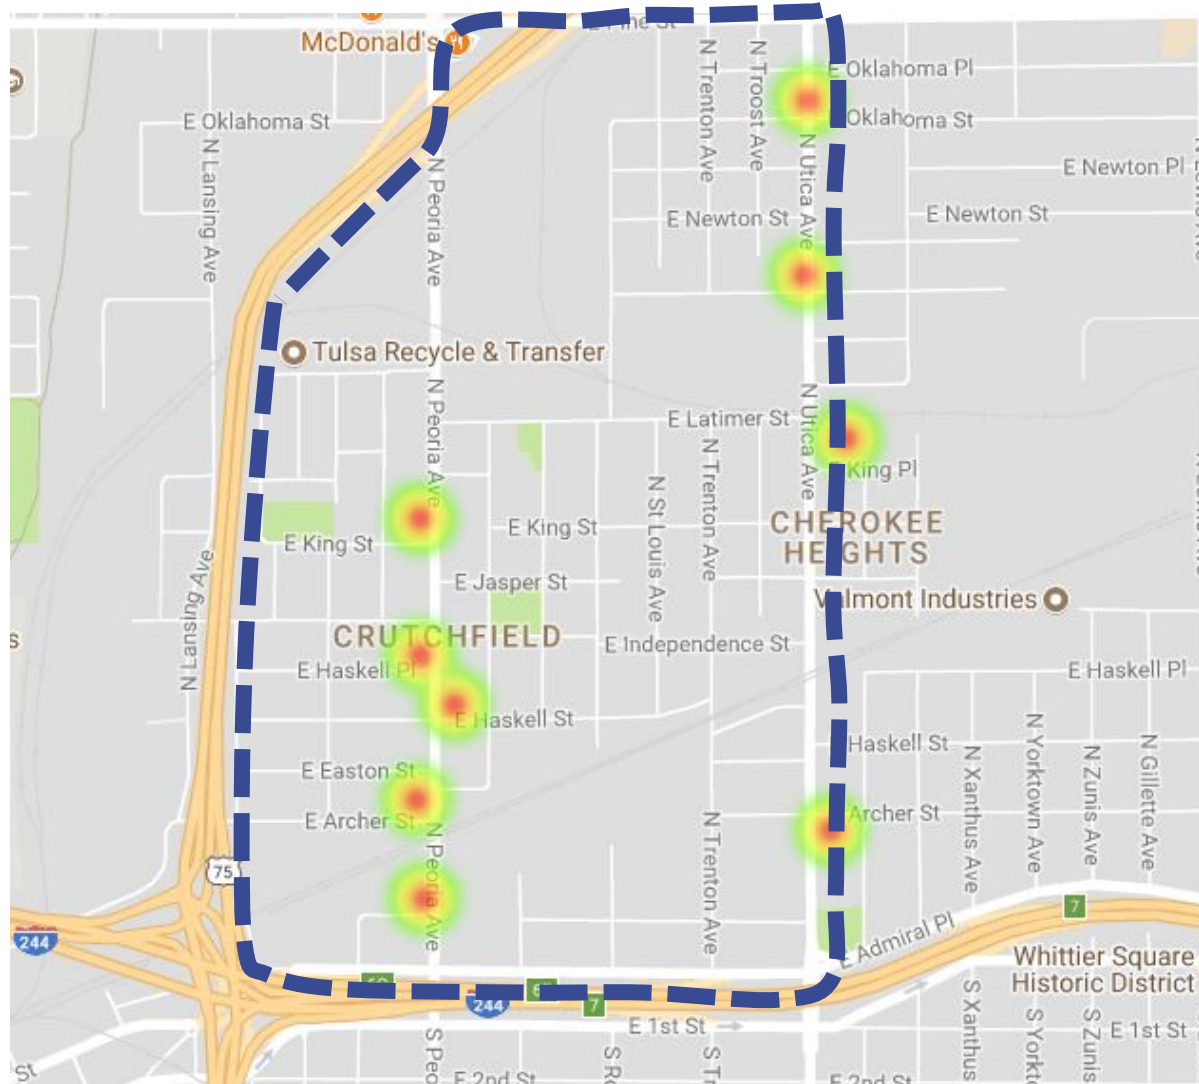 E Pine St
McDonald's
E Oklahoma Pl
E Oklahoma St
Oklahoma St
N Trenton Ave
N Troost Ave
N Lansing Ave
N Utica Ave
N Peoria Ave
E Newton Pl
E Newton St
E Newton St
Tulsa Recycle & Transfer
N Peoria Ave
N Utica Ave
E Latimer St
N Trenton Ave
King Pl
N St Louis Ave
CHEROKEE
HEIGHTS
E King St
E King St
N Lansing Ave
E Jasper St
Valmont Industries
CRUTCHFIELD
E Independence St
E Haskell Pl
E Haskell Pl
E Haskell St
Haskell St
N Yorktown Ave
N Xanthus Ave
N Zunis Ave
N Gillette Ave
E Easton St
E Archer St
Archer St
N Peoria Ave
N Trenton Ave
75
7
244
E Admiral Pl
Whittier Square
Historic District
244
7
E 1st St
E 1st St
S Xanthus
S Zunis
E 2nd St
E 2nd St
St